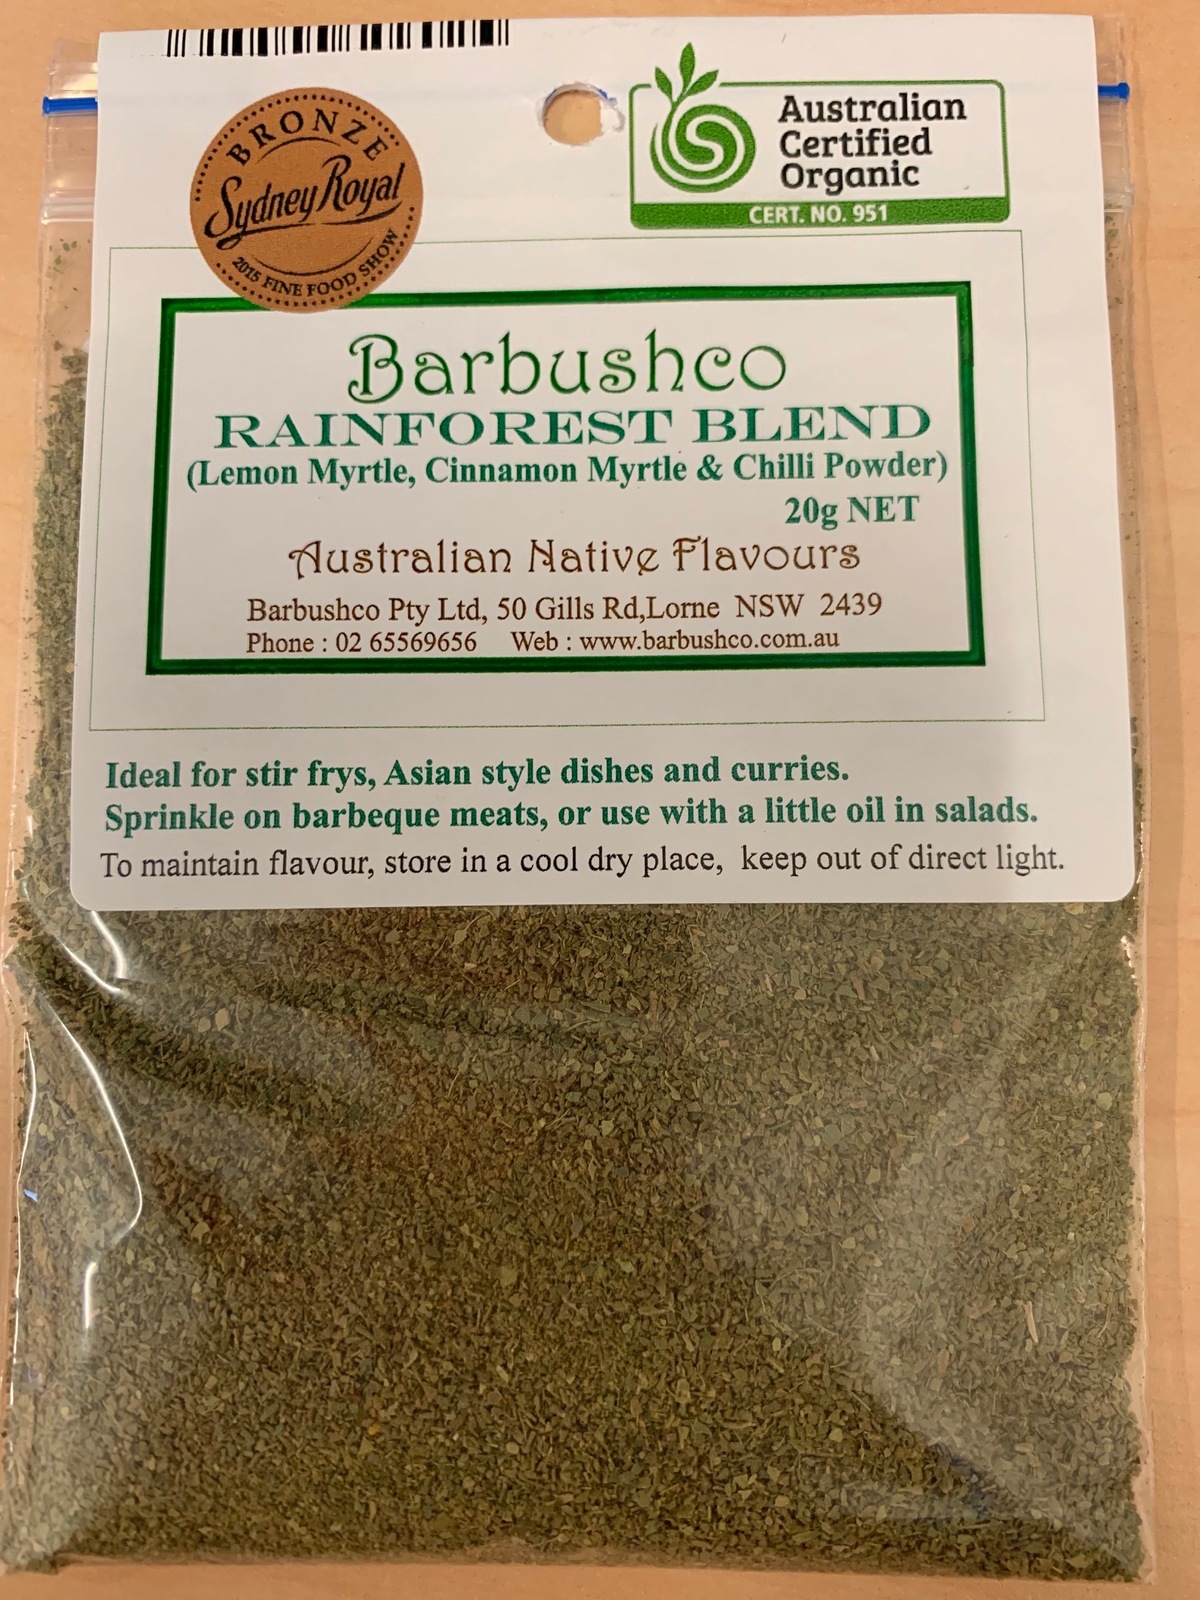 BRONZE
Sydney Royal
2015 FINE FOOD SHOW
Australian
Certified
Organic
CERT. NO. 951
Barbushco
RAINFOREST BLEND
(Lemon Myrtle, Cinnamon Myrtle & Chilli Powder)
20g NET
Australian Native Flavours
Barbushco Pty Ltd, 50 Gills Rd,Lorne NSW 2439
Phone : 02 65569656 Web : www.barbushco.com.au
Ideal for stir frys, Asian style dishes and curries.
Sprinkle on barbeque meats, or use with a little oil in salads.
To maintain flavour, store in a cool dry place, keep out of direct light.